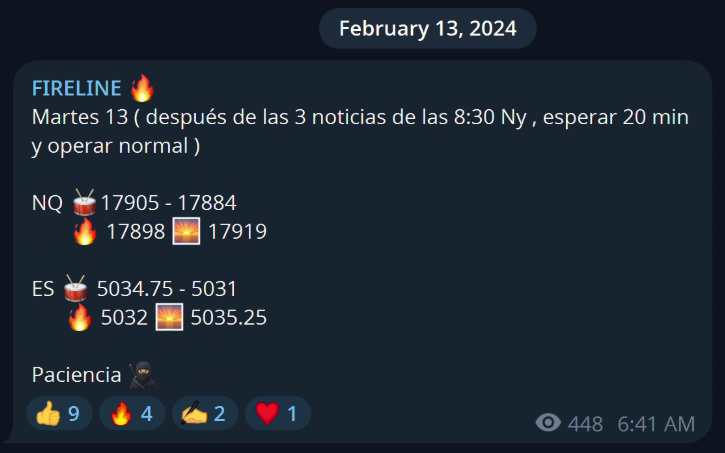 February 13, 2024
FIRELINE 🔥
Martes 13 ( después de las 3 noticias de las 8:30 Ny , esperar 20 min
y operar normal )
NQ 🥁 17905 - 17884
🔥 17898 🌅 17919
ES 🥁 5034.75 - 5031
🔥 5032 🌅 5035.25
Paciencia 🥷
👍 9 🔥 4 ✍️ 2 ❤️ 1 448 6:41 AM